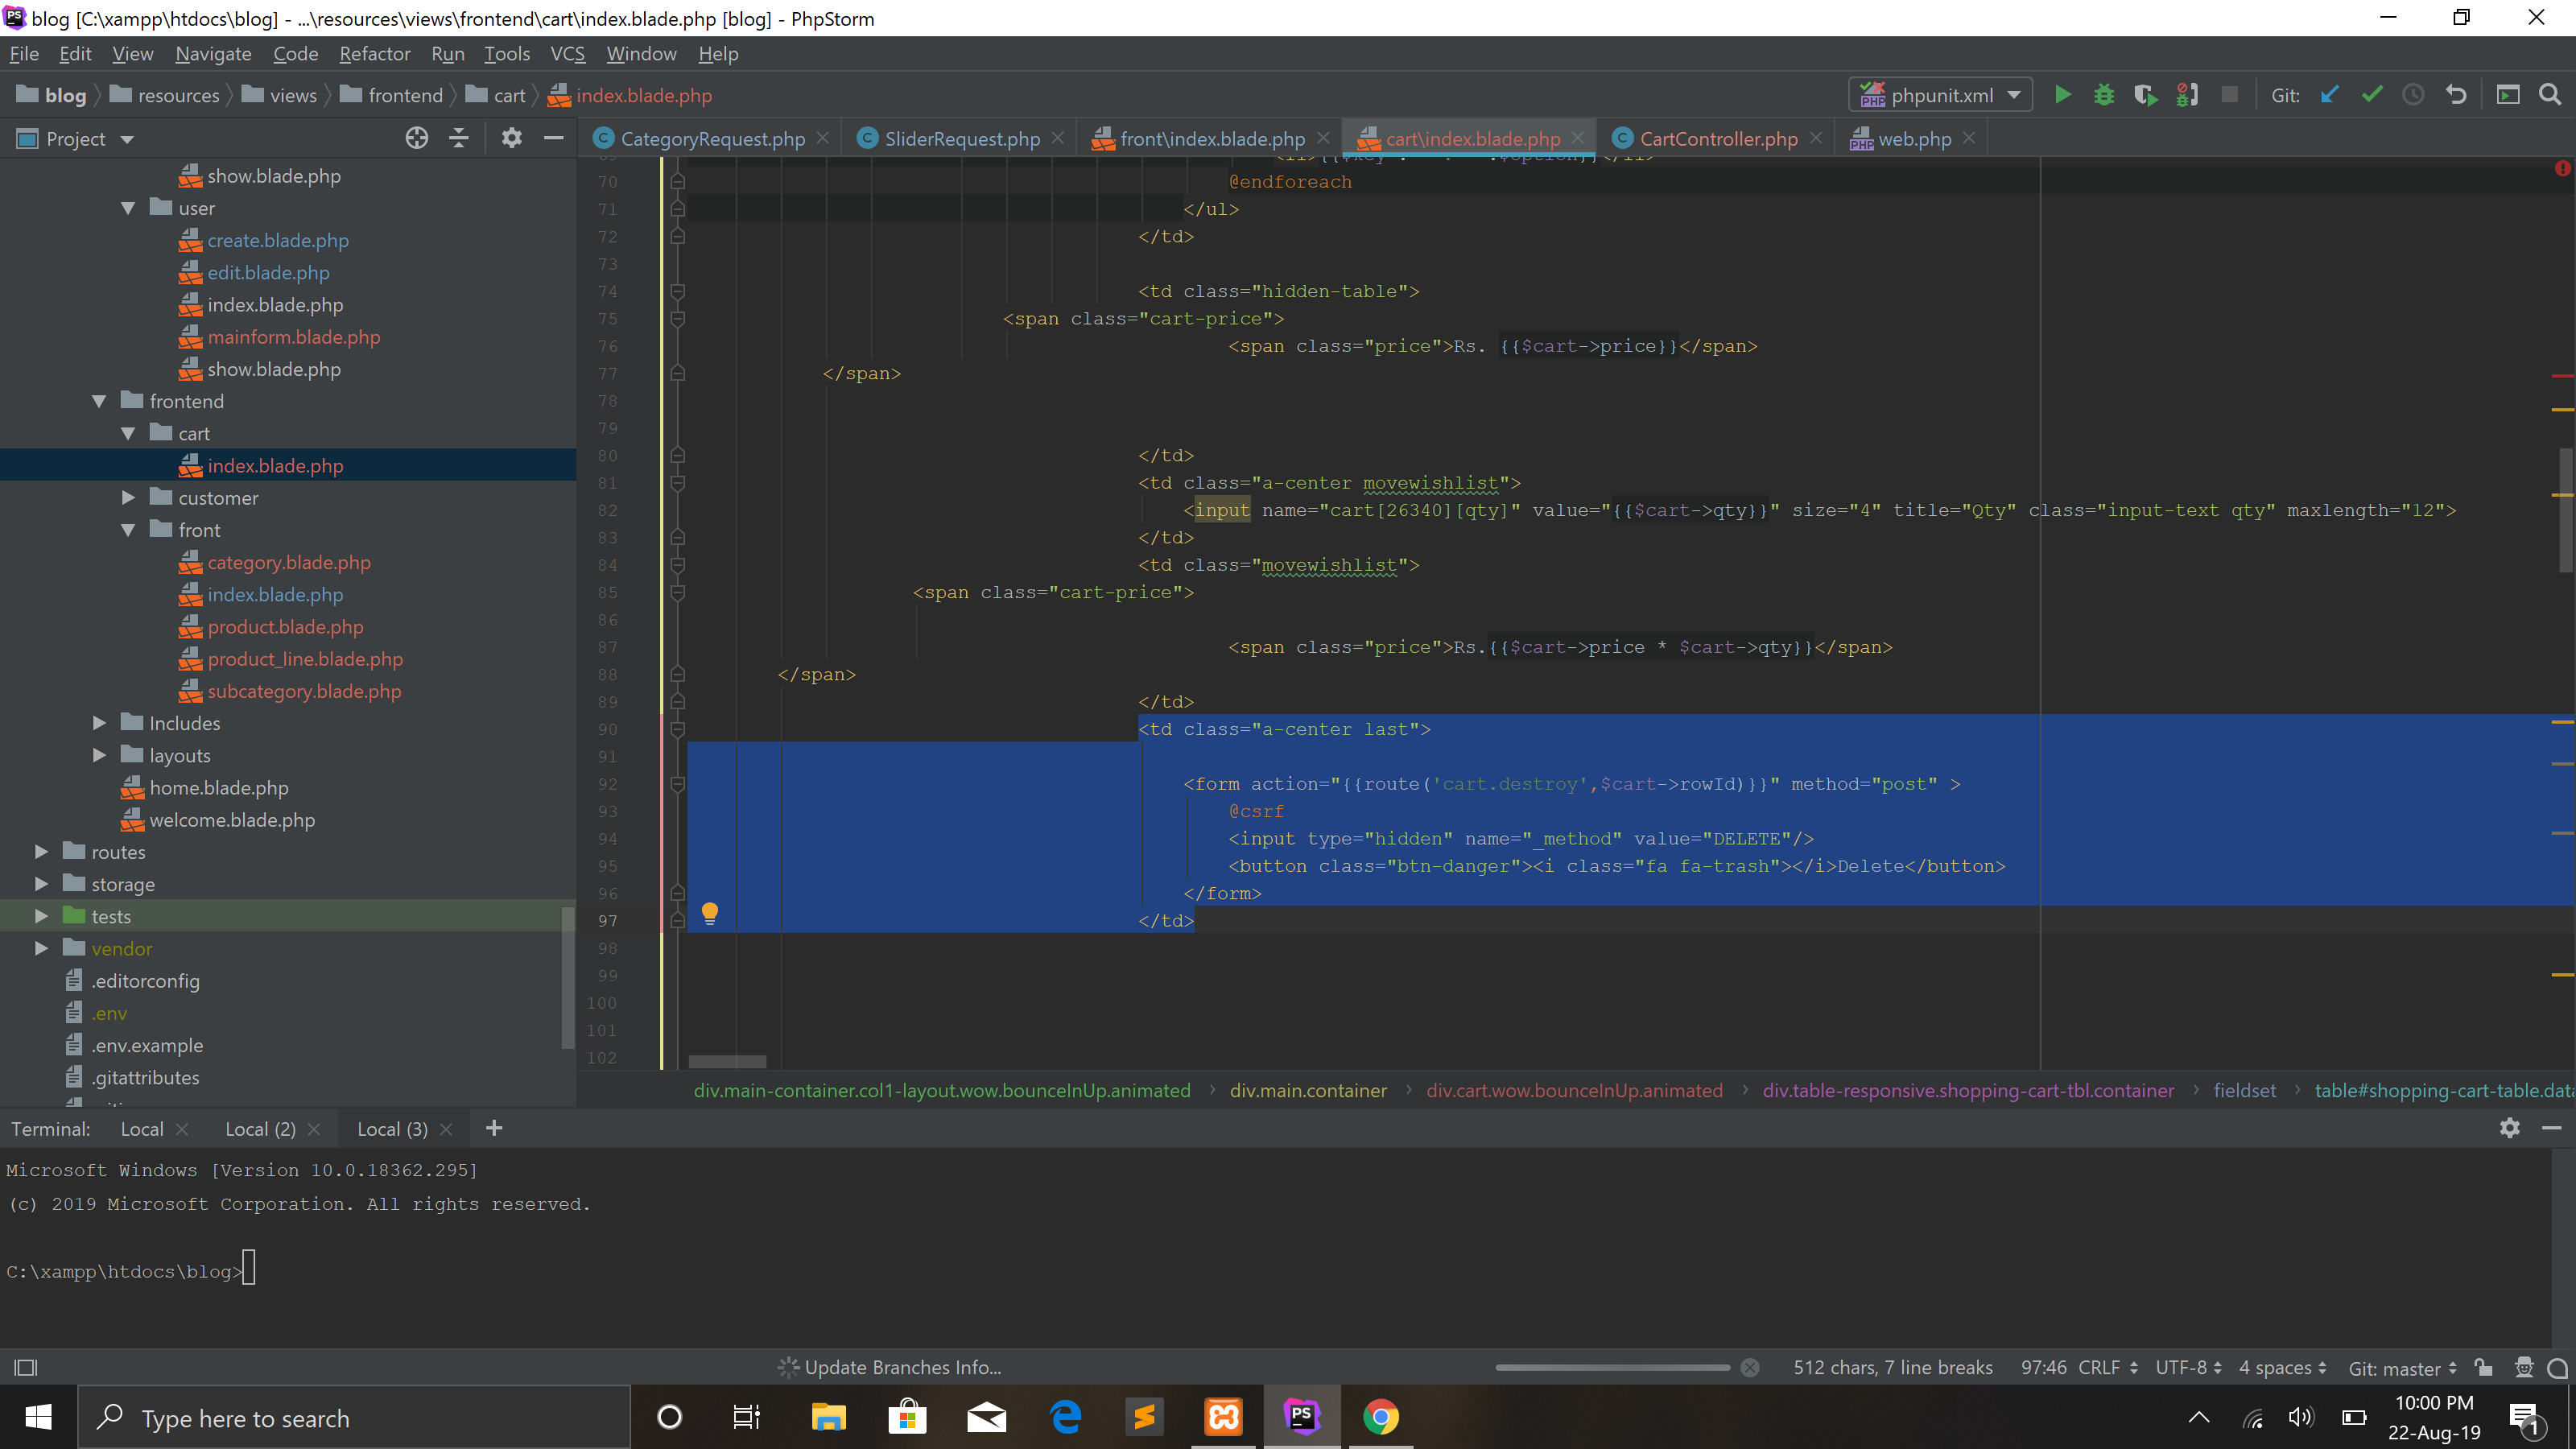 blog [C:\xampp\htdocs\blog] - ...\resources\views\frontend\cart\index.blade.php [blog] - PhpStorm
File Edit View Navigate Code Refactor Run Tools VCS Window Help
blog resources views frontend cart index.blade.php phpunit.xml Git:
Project CategoryRequest.php SliderRequest.php front\index.blade.php cart\index.blade.php CartController.php web.php
show.blade.php
user
create.blade.php
edit.blade.php
index.blade.php
mainform.blade.php
show.blade.php
frontend
cart
index.blade.php
customer
front
category.blade.php
index.blade.php
product.blade.php
product_line.blade.php
subcategory.blade.php
Includes
layouts
home.blade.php
welcome.blade.php
routes
storage
tests
vendor
.editorconfig
.env
.env.example
.gitattributes
70 @endforeach
71 </ul>
72 </td>
73
74 <td class="hidden-table">
75 <span class="cart-price">
76 <span class="price">Rs. {{$cart->price}}</span>
77 </span>
78
79
80 </td>
81 <td class="a-center movewishlist">
82 <input name="cart[26340][qty]" value="{{$cart->qty}}" size="4" title="Qty" class="input-text qty" maxlength="12">
83 </td>
84 <td class="movewishlist">
85 <span class="cart-price">
86
87 <span class="price">Rs.{{$cart->price * $cart->qty}}</span>
88 </span>
89 </td>
90 <td class="a-center last">
91
92 <form action="{{route('cart.destroy',$cart->rowId)}}" method="post" >
93 @csrf
94 <input type="hidden" name="_method" value="DELETE"/>
95 <button class="btn-danger"><i class="fa fa-trash"></i>Delete</button>
96 </form>
97 </td>
98
99
100
101
102
div.main-container.col1-layout.wow.bounceInUp.animated div.main.container div.cart.wow.bounceInUp.animated div.table-responsive.shopping-cart-tbl.container fieldset table#shopping-cart-table.data
Terminal: Local Local (2) Local (3)
Microsoft Windows [Version 10.0.18362.295]
(c) 2019 Microsoft Corporation. All rights reserved.
C:\xampp\htdocs\blog>
Update Branches Info... 512 chars, 7 line breaks 97:46 CRLF UTF-8 4 spaces Git: master
Type here to search
10:00 PM
22-Aug-19
1